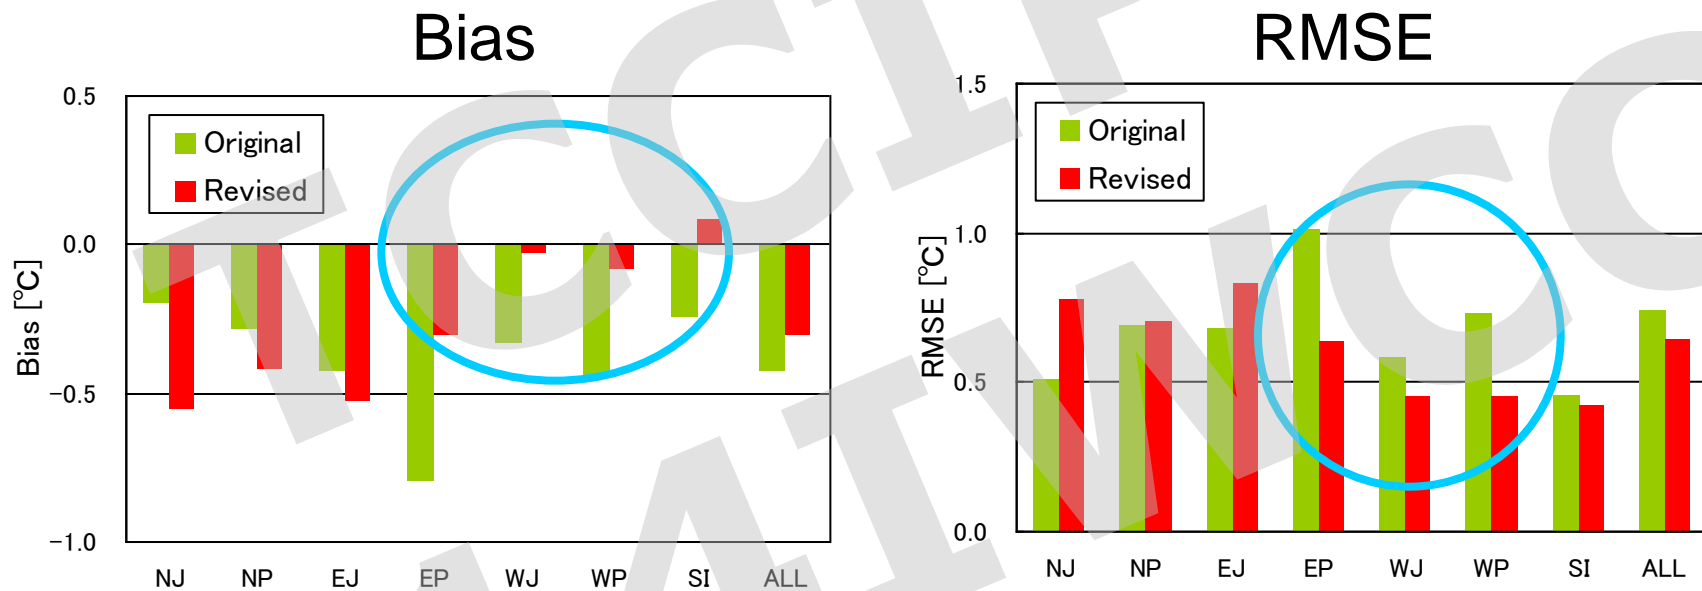 Bias
0.5
Original
Revised
0.0
Bias [℃]
−0.5
−1.0
NJ NP EJ EP WJ WP SI ALL
RMSE
1.5
Original
Revised
1.0
RMSE [℃]
0.5
0.0
NJ NP EJ EP WJ WP SI ALL